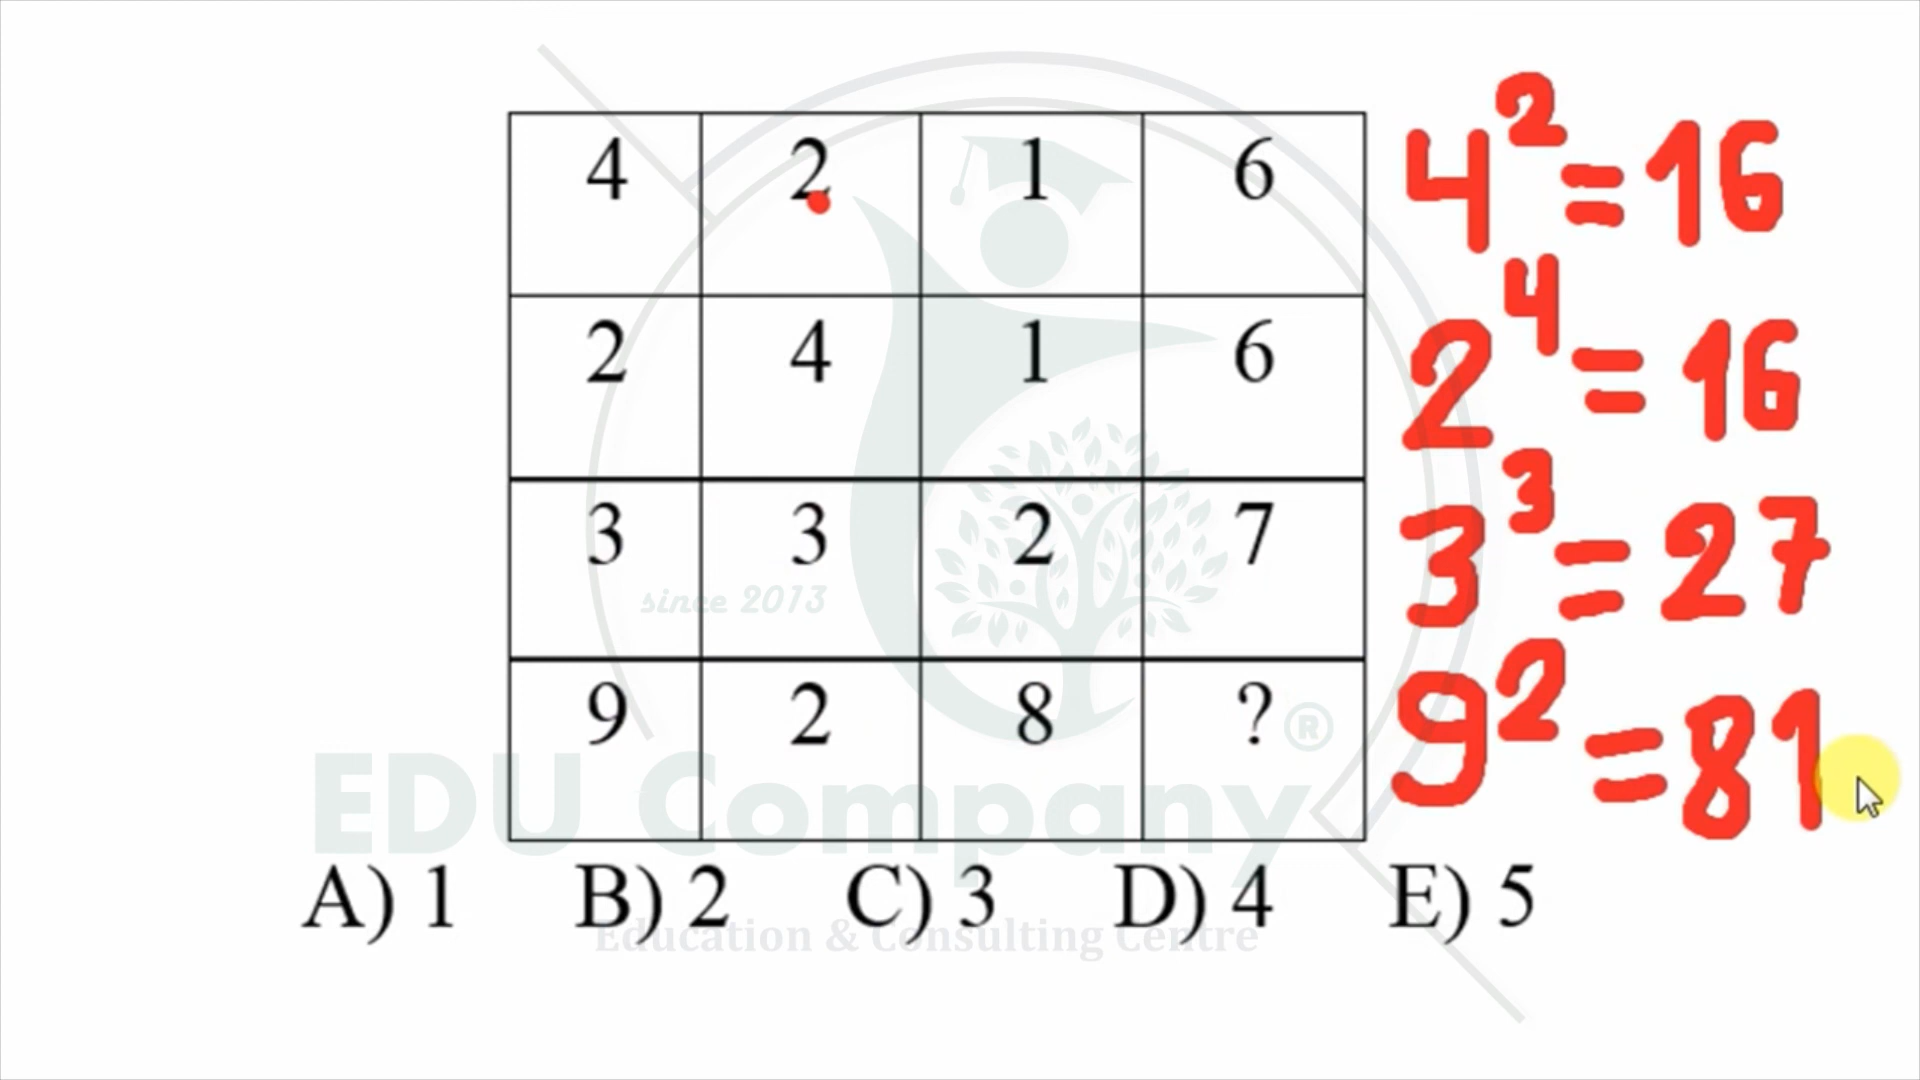 4 2 1 6 4² = 16
2 4 1 6 2⁴ = 16
3 3 2 7 3³ = 27
since 2013
9 2 8 ? ® 9² = 81
EDU Company
A) 1 B) 2 C) 3 D) 4 E) 5
Education & Consulting Centre